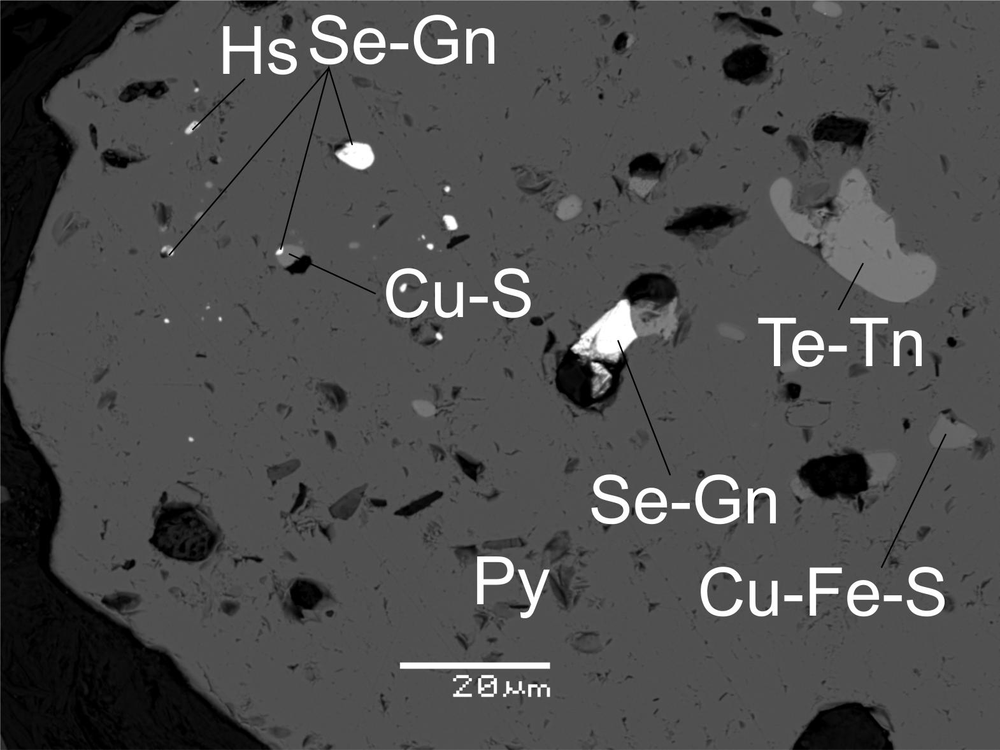 Hs
Se-Gn
Cu-S
Te-Tn
Se-Gn
Py
Cu-Fe-S
20µm